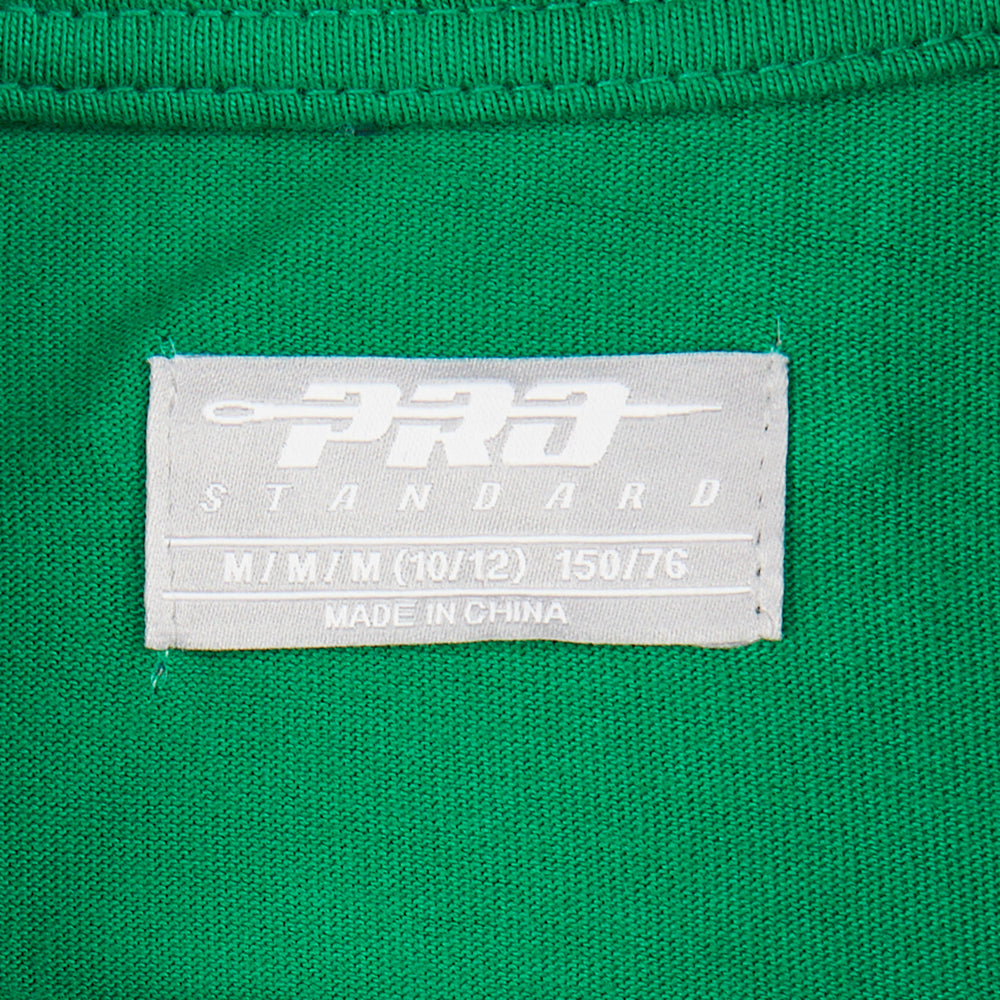 PRO
STANDARD
M/M/M (10/12) 150/76
MADE IN CHINA